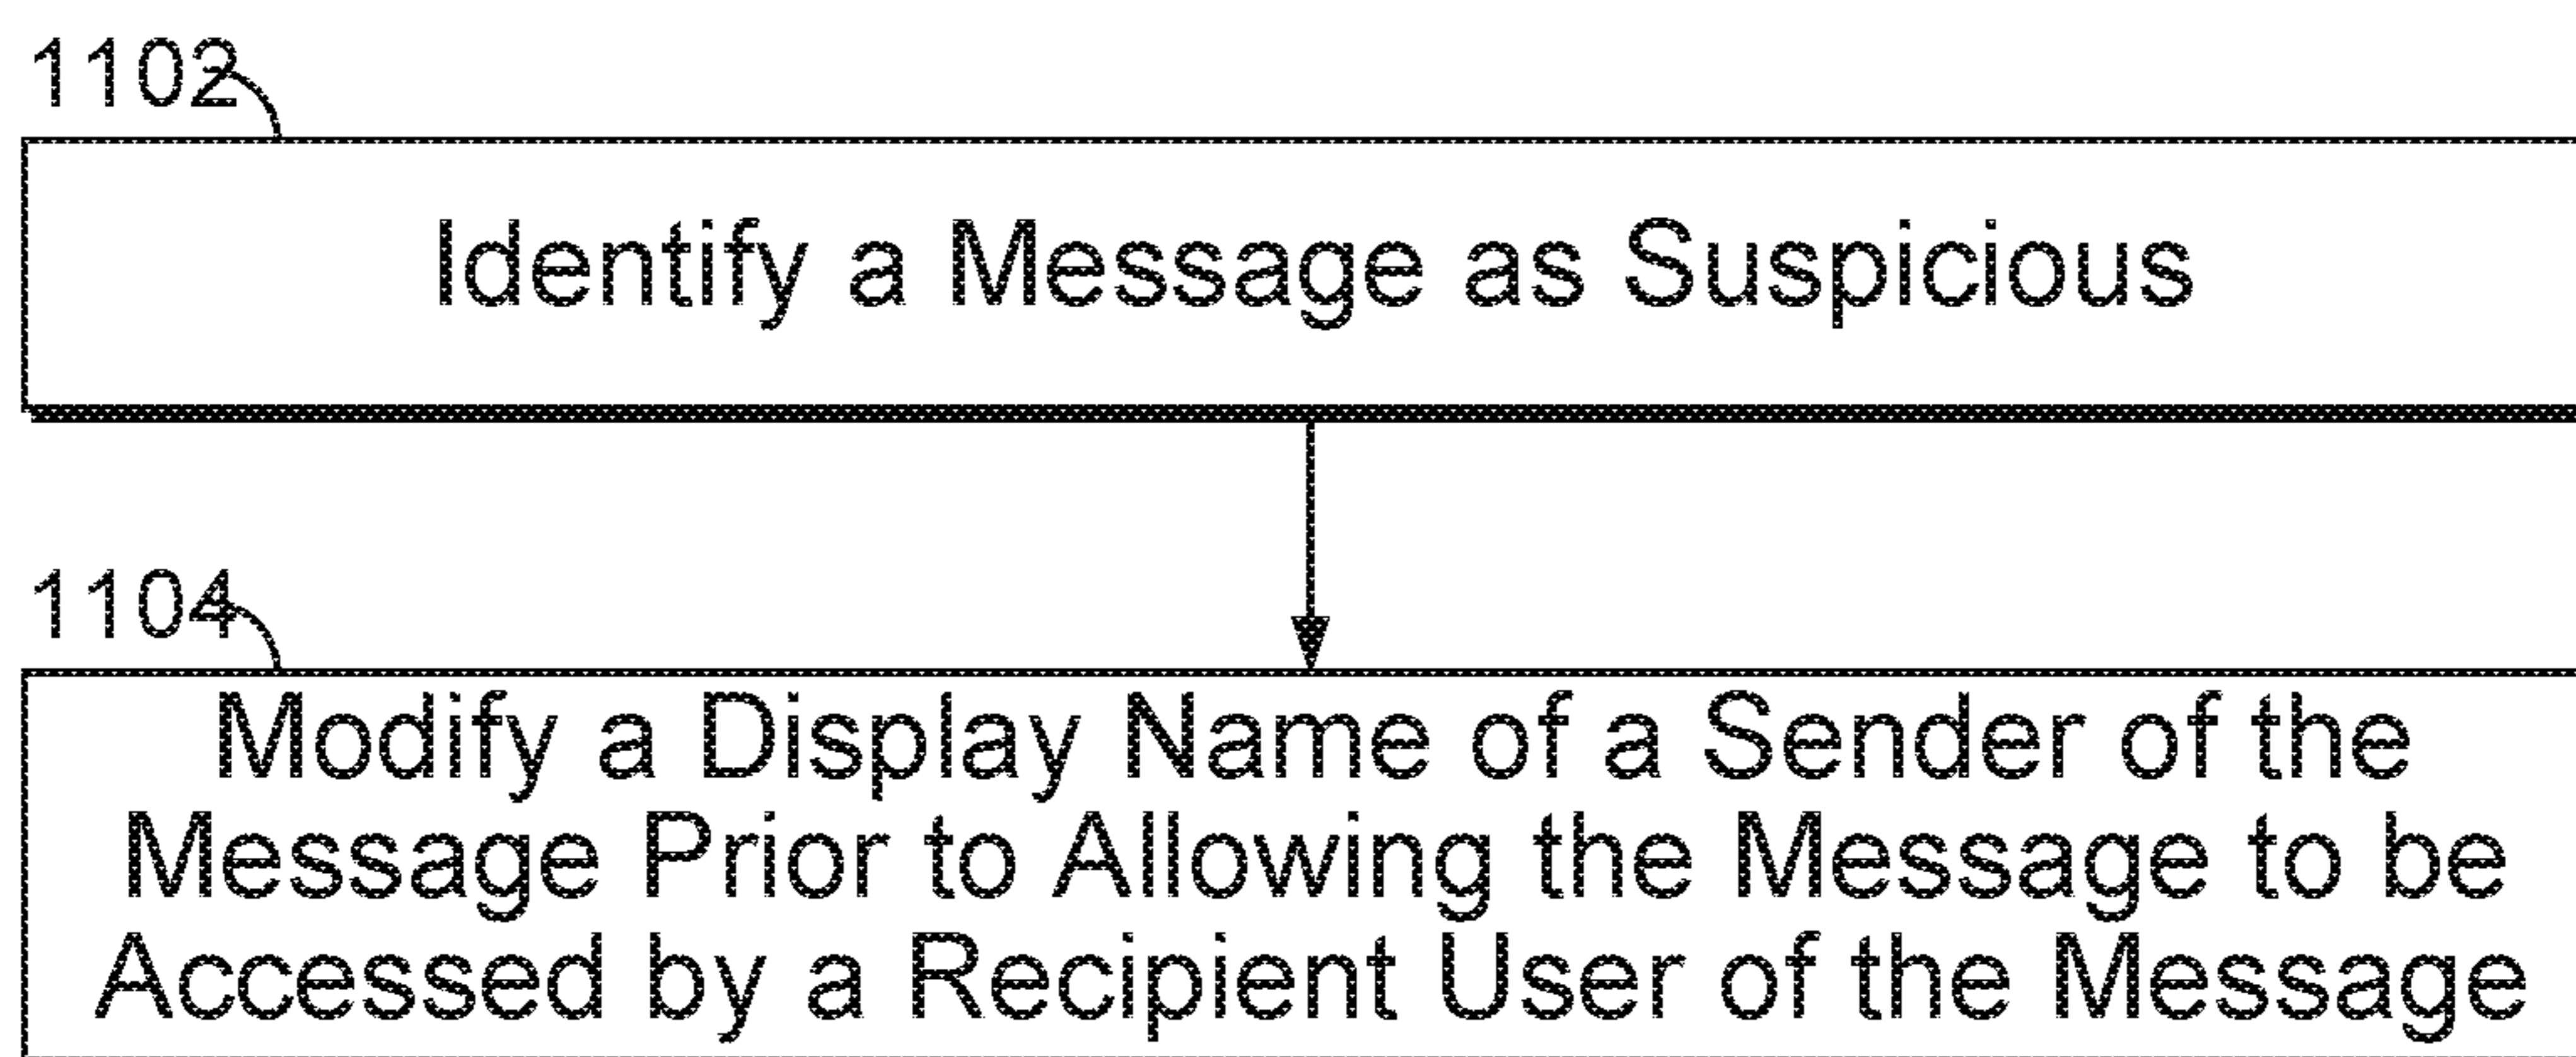 1102
Identify a Message as Suspicious
1104
Modify a Display Name of a Sender of the
Message Prior to Allowing the Message to be
Accessed by a Recipient User of the Message